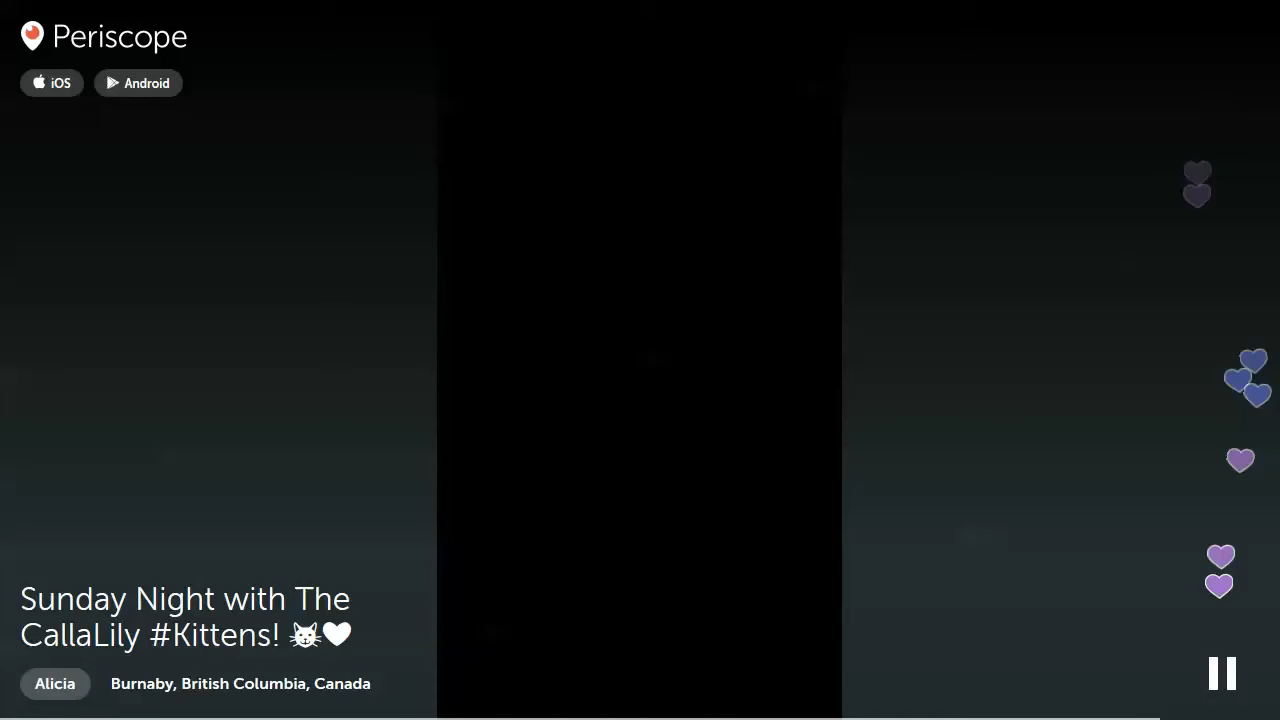 Periscope
iOS
Android
Sunday Night with The
CallaLily #Kittens! 🐱❤
Alicia
Burnaby, British Columbia, Canada